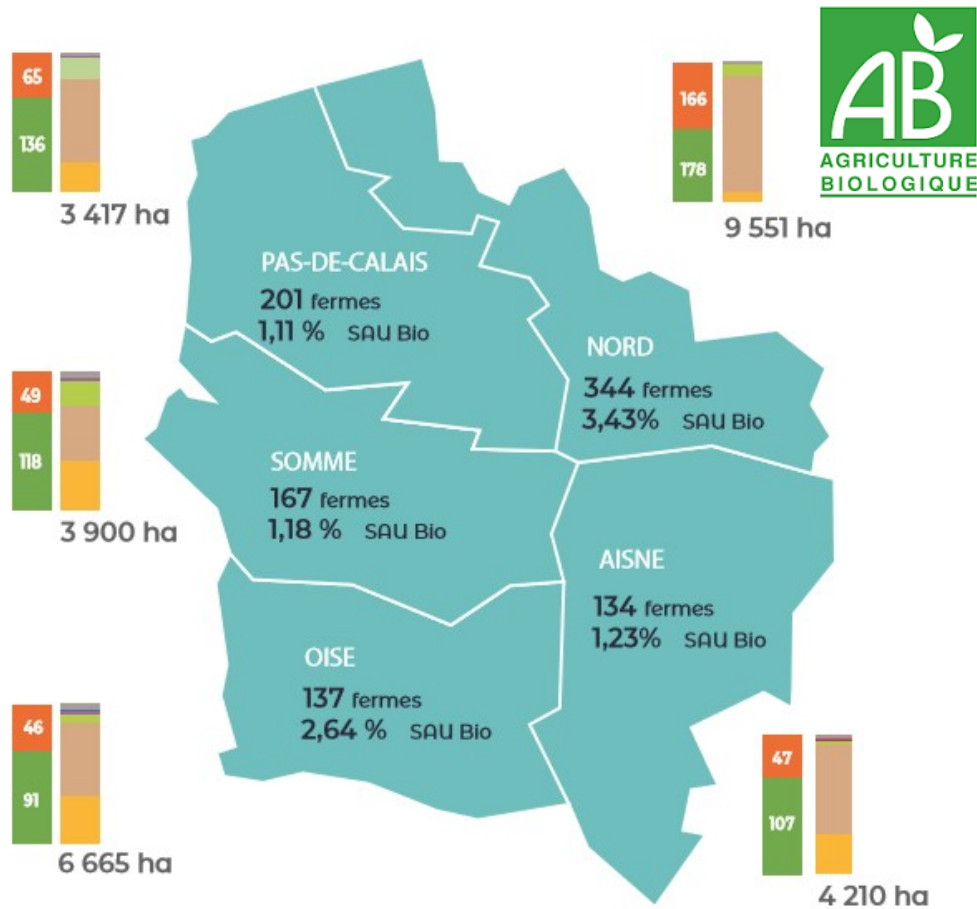 65
136
3 417 ha
166
178
9 551 ha
AB
AGRICULTURE
BIOLOGIQUE
PAS-DE-CALAIS
201 fermes
1,11 % SAU Bio
NORD
344 fermes
3,43% SAU Bio
49
118
3 900 ha
SOMME
167 fermes
1,18 % SAU Bio
AISNE
134 fermes
1,23% SAU Bio
OISE
137 fermes
2,64 % SAU Bio
46
91
6 665 ha
47
107
4 210 ha